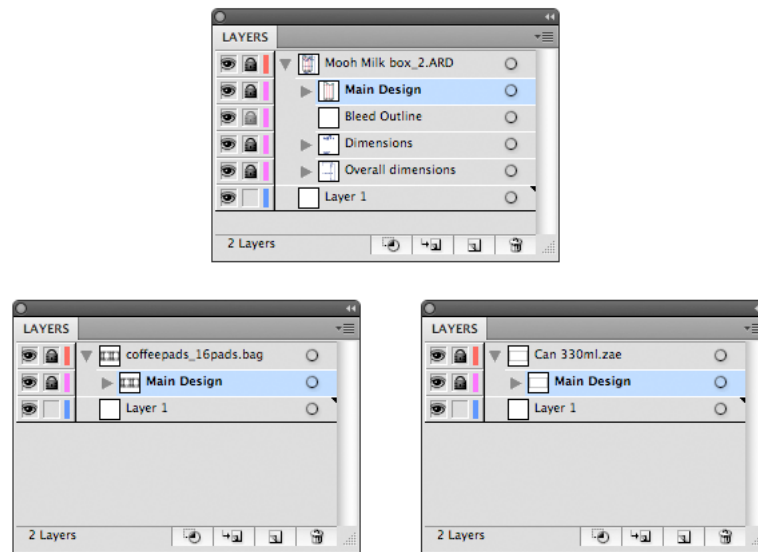 LAYERS
Mooh Milk box_2.ARD
Main Design
Bleed Outline
Dimensions
Overall dimensions
Layer 1
2 Layers
LAYERS
coffeepads_16pads.bag
Main Design
Layer 1
2 Layers
LAYERS
Can 330ml.zae
Main Design
Layer 1
2 Layers